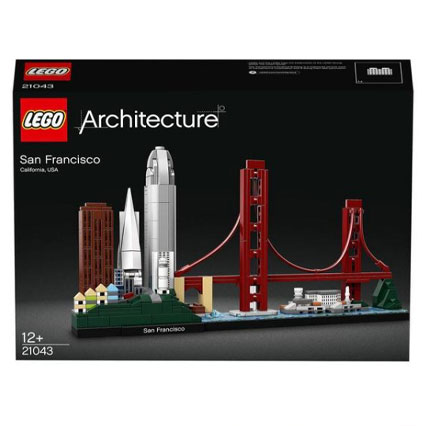 LEGO
21043
LEGO Architecture
San Francisco
California, USA
San Francisco
12+
21043